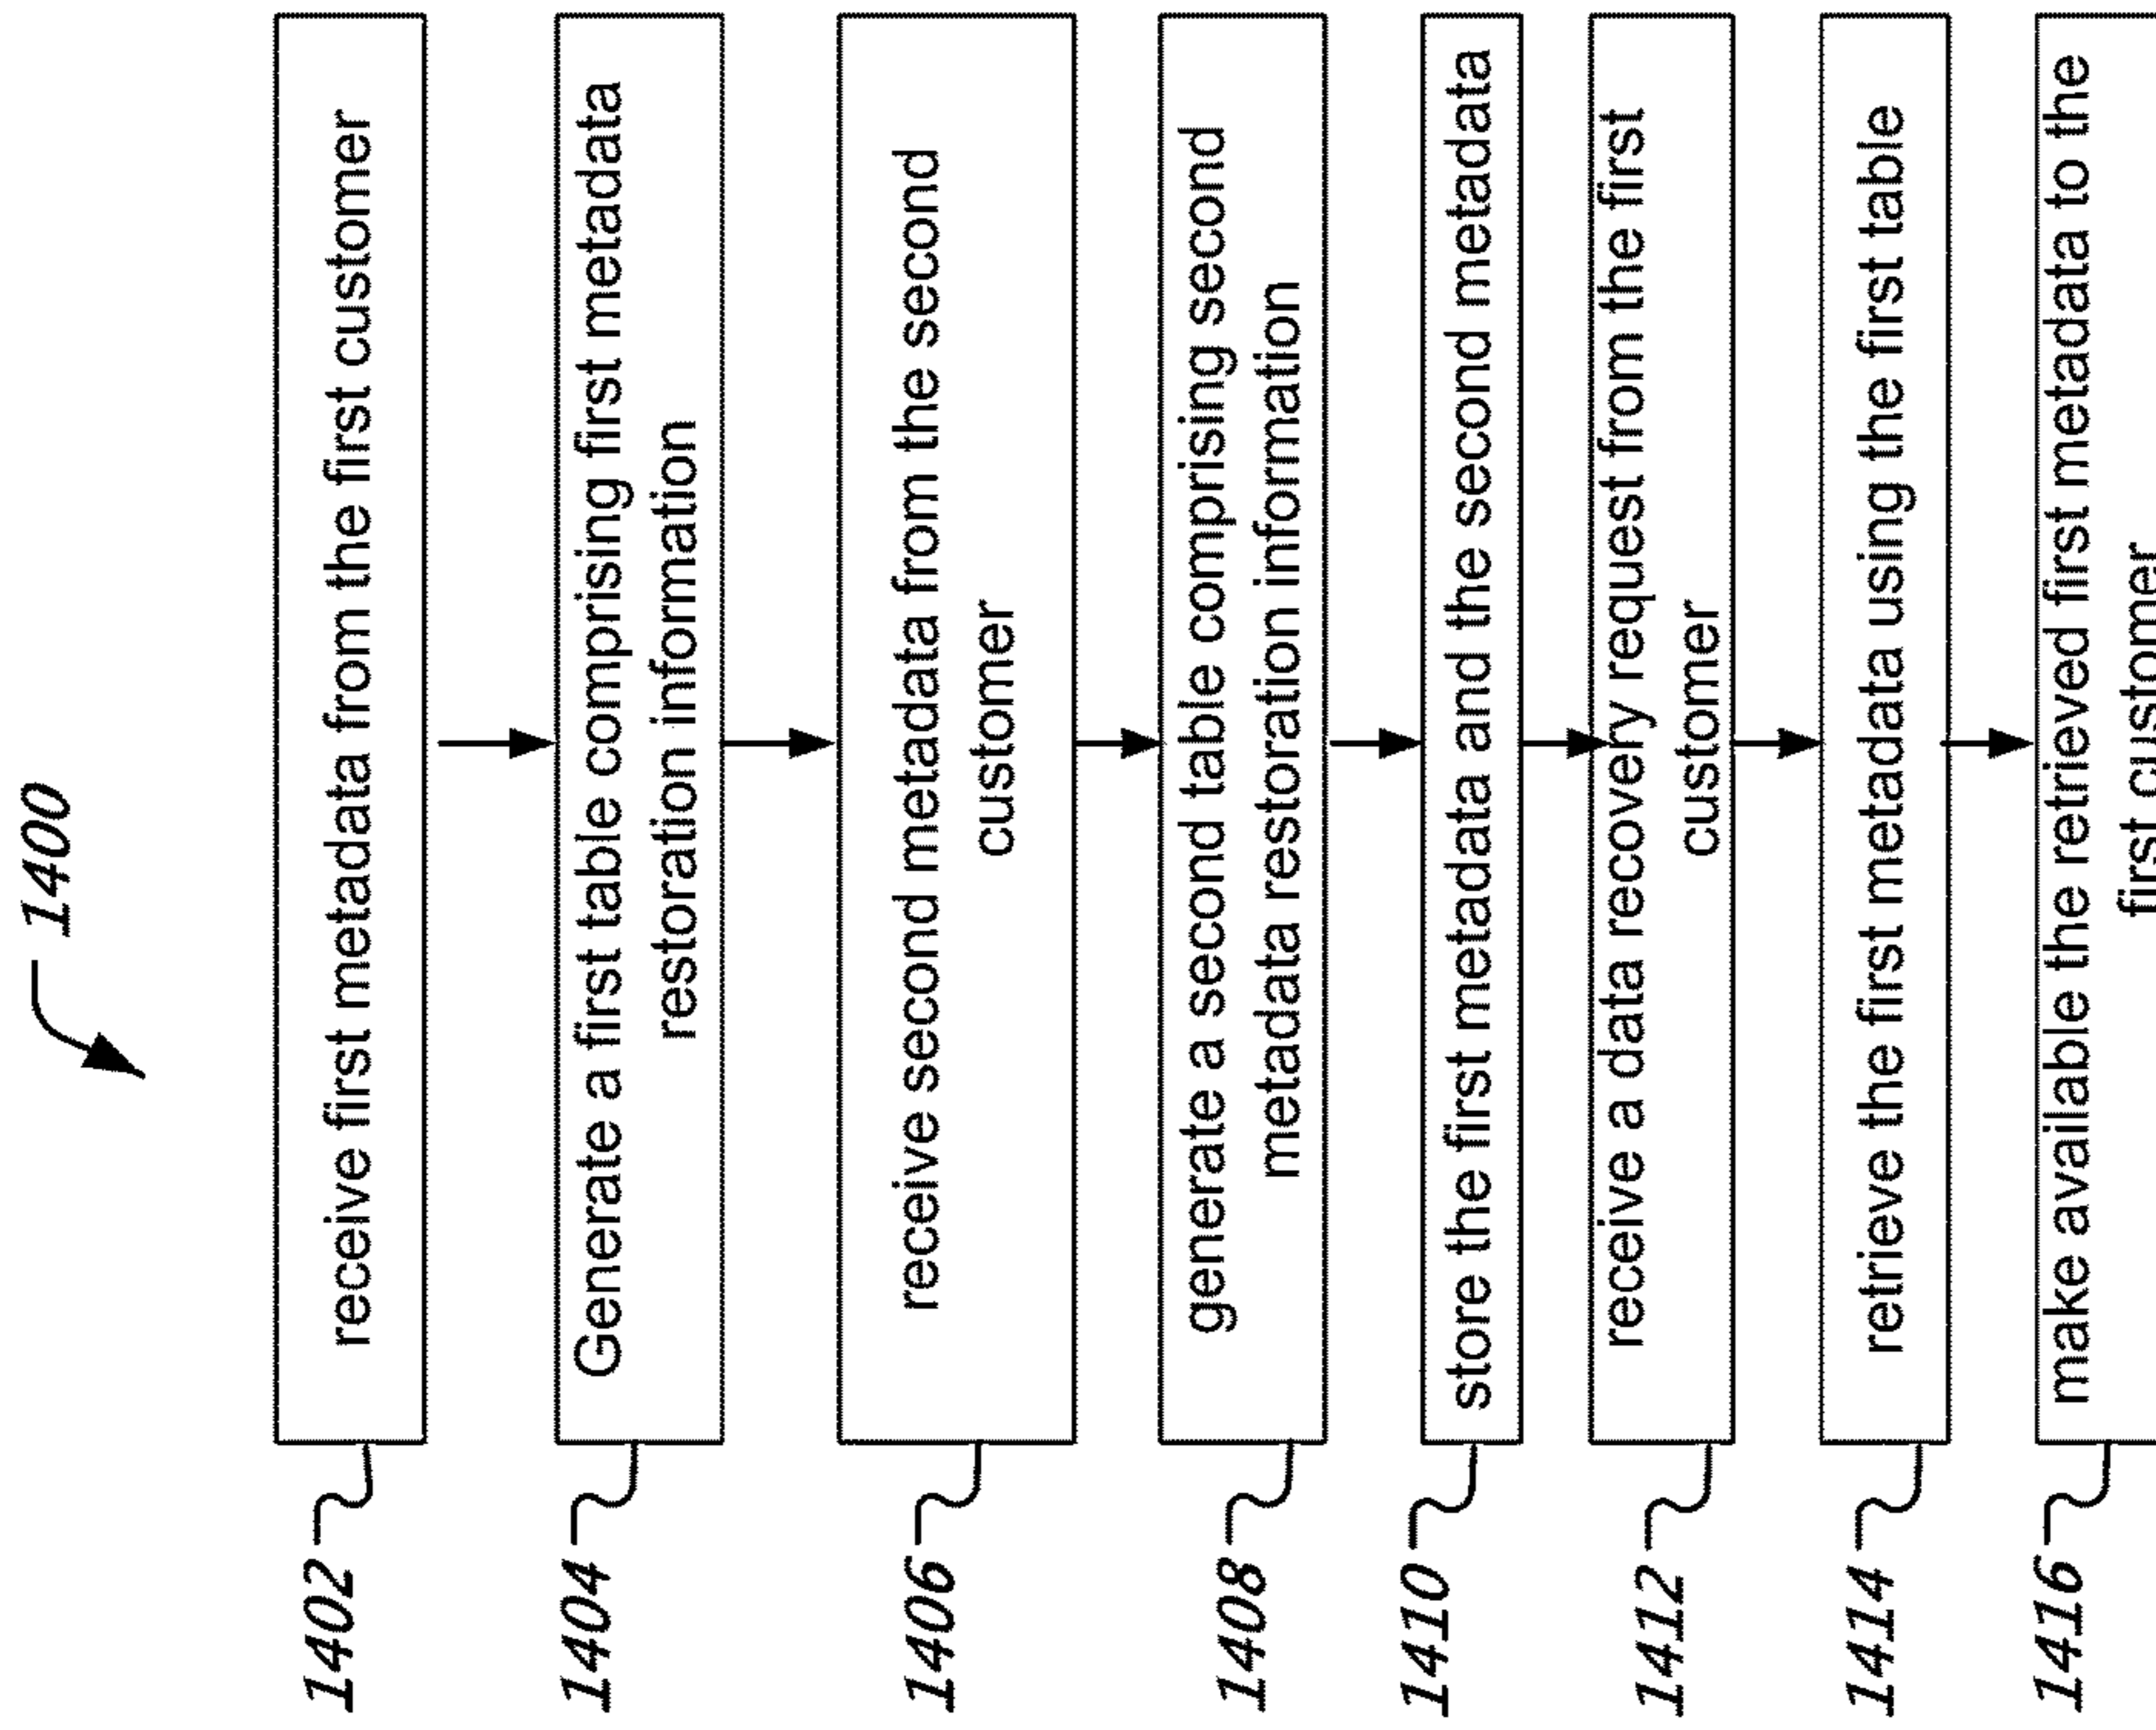 1400
1402
receive first metadata from the first customer
1404
Generate a first table comprising first metadata
restoration information
1406
receive second metadata from the second
customer
1408
generate a second table comprising second
metadata restoration information
1410
store the first metadata and the second metadata
1412
receive a data recovery request from the first
customer
1414
retrieve the first metadata using the first table
1416
make available the retrieved first metadata to the
first customer